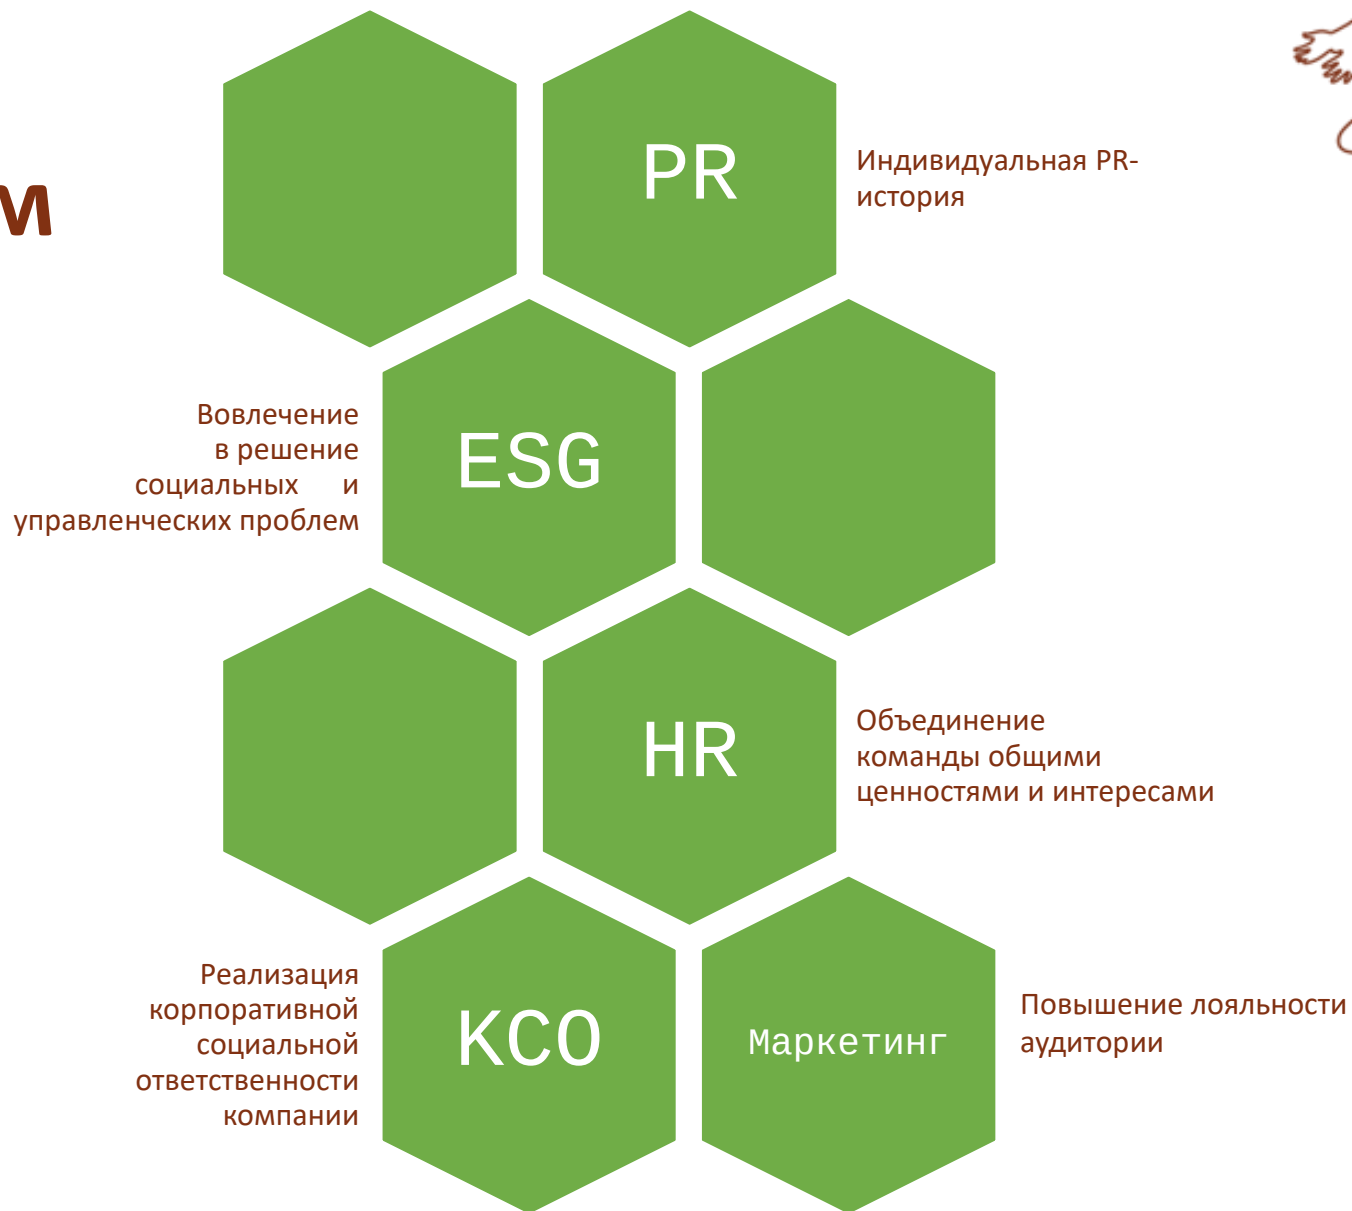 PR
Индивидуальная PR-
история
м
Вовлечение
в решение
социальных и
управленческих проблем
ESG
HR
Объединение
команды общими
ценностями и интересами
Реализация
корпоративной
социальной
ответственности
компании
КСО
Маркетинг
Повышение лояльности
аудитории